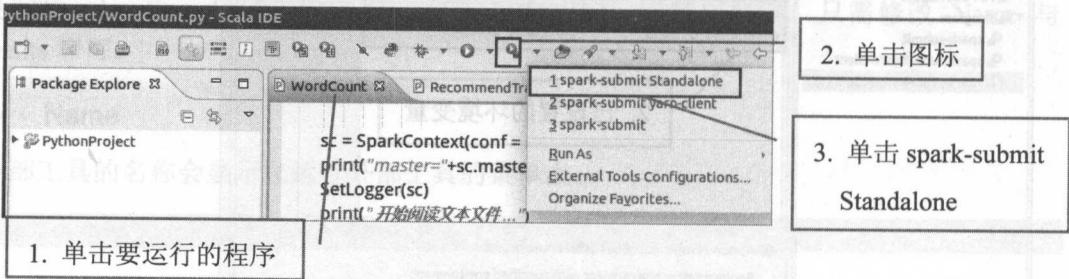 ythonProject/WordCount.py - Scala IDE
2. 单击图标
Package Explore
WordCount
RecommendTra
1 spark-submit Standalone
2 spark-submit yarn-client
3 spark-submit
PythonProject
sc = SparkContext(conf =
print("master="+sc.maste
SetLogger(sc)
print("开始阅读文本文件...")
Run As
External Tools Configurations...
Organize Favorites...
3. 单击 spark-submit
Standalone
1. 单击要运行的程序